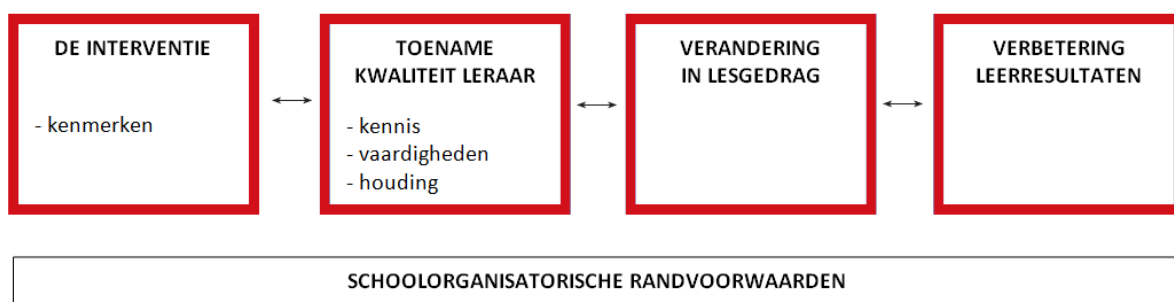 DE INTERVENTIE
- kenmerken
TOENAME
KWALITEIT LERAAR
- kennis
- vaardigheden
- houding
VERANDERING
IN LESGEDRAG
VERBETERING
LEERRESULTATEN
SCHOOLORGANISATORISCHE RANDVOORWAARDEN